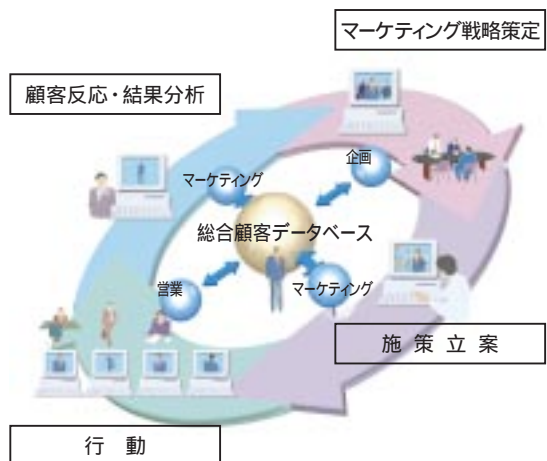 マーケティング戦略策定
顧客反応・結果分析
企画
マーケティング
総合顧客データベース
営業
マーケティング
施策立案
行動